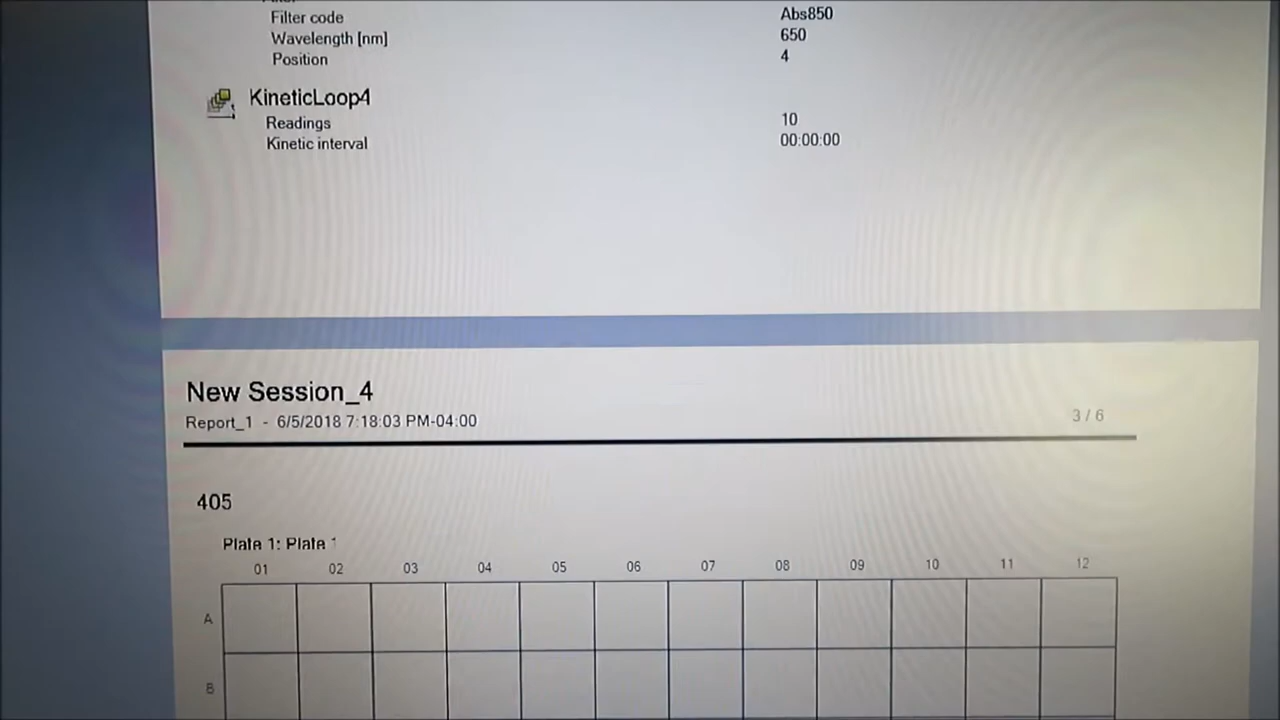 Filter code Abs850
Wavelength [nm] 650
Position 4
KineticLoop4
Readings 10
Kinetic interval 00:00:00
New Session_4
Report_1 - 6/5/2018 7:18:03 PM-04:00 3 / 6
405
Plate 1: Plate 1
01 02 03 04 05 06 07 08 09 10 11 12
A
B